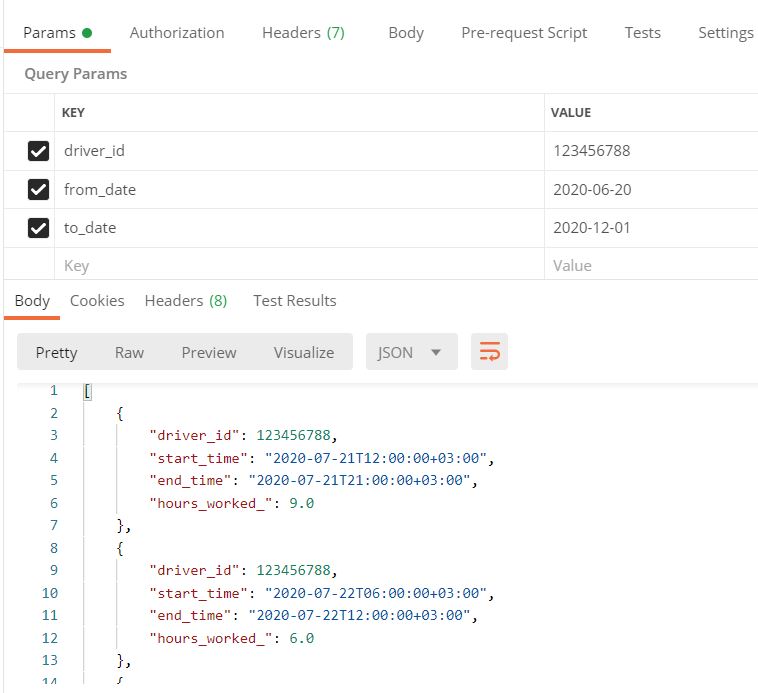 Params Authorization Headers (7) Body Pre-request Script Tests Settings
Query Params
KEY VALUE
driver_id 123456788
from_date 2020-06-20
to_date 2020-12-01
Key Value
Body Cookies Headers (8) Test Results
Pretty Raw Preview Visualize JSON
1 [
2 {
3 "driver_id": 123456788,
4 "start_time": "2020-07-21T12:00:00+03:00",
5 "end_time": "2020-07-21T21:00:00+03:00",
6 "hours_worked_": 9.0
7 },
8 {
9 "driver_id": 123456788,
10 "start_time": "2020-07-22T06:00:00+03:00",
11 "end_time": "2020-07-22T12:00:00+03:00",
12 "hours_worked_": 6.0
13 },
14 {